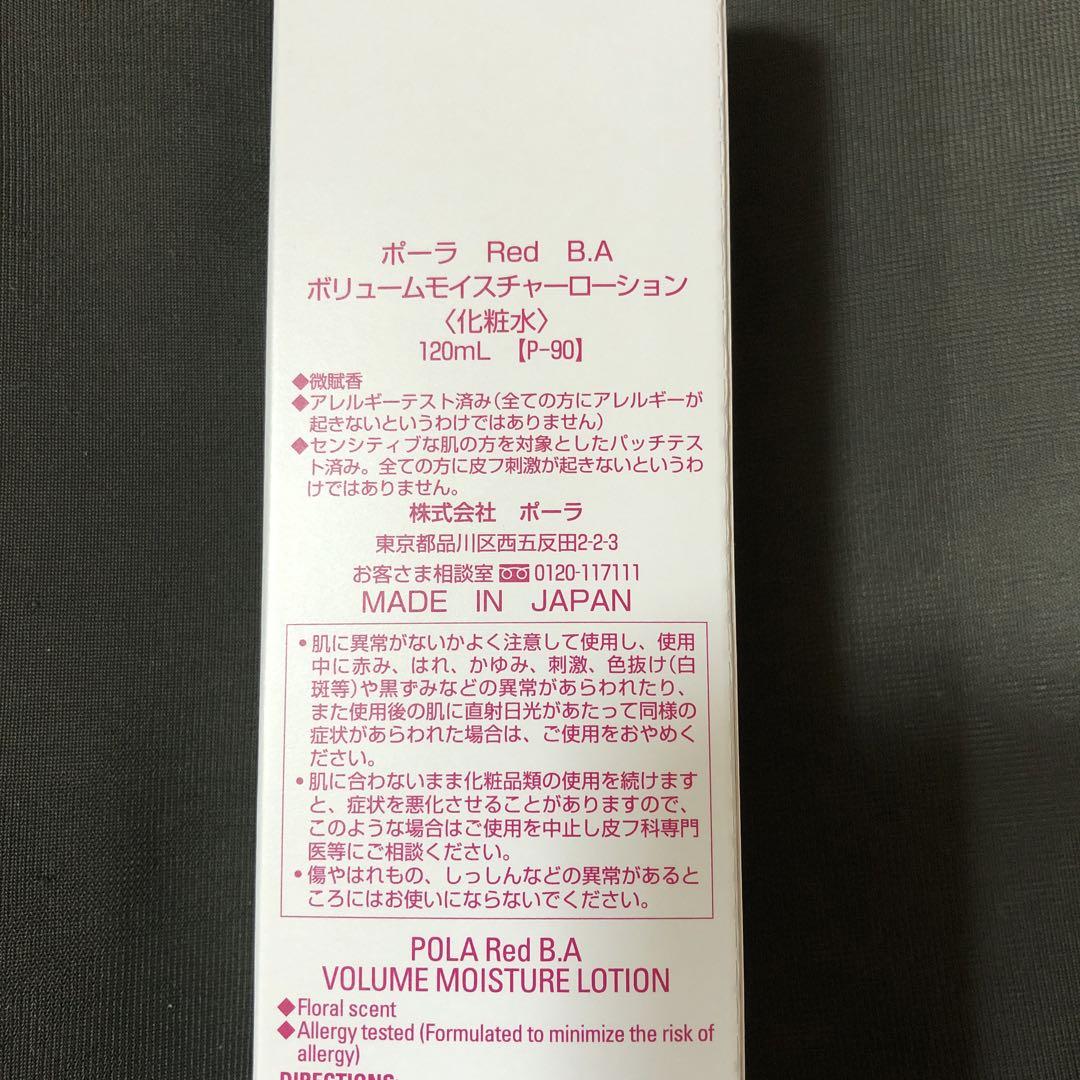 ポーラ Red B.A
ボリュームモイスチャーローション
〈化粧水〉
120mL 【P-90】
◆微賦香
◆アレルギーテスト済み(全ての方にアレルギーが
起きないというわけではありません)
◆センシティブな肌の方を対象としたパッチテス
ト済み。全ての方に皮フ刺激が起きないというわ
けではありません。
株式会社 ポーラ
東京都品川区西五反田2-2-3
お客さま相談室 0120-117111
MADE IN JAPAN
•肌に異常がないかよく注意して使用し、使用
中に赤み、はれ、かゆみ、刺激、色抜け(白
斑等)や黒ずみなどの異常があらわれたり、
また使用後の肌に直射日光があたって同様の
症状があらわれた場合は、ご使用をおやめく
ださい。
•肌に合わないまま化粧品類の使用を続けます
と、症状を悪化させることがありますので、
このような場合はご使用を中止し皮フ科専門
医等にご相談ください。
•傷やはれもの、しっしんなどの異常があると
ころにはお使いにならないでください。
POLA Red B.A
VOLUME MOISTURE LOTION
◆Floral scent
◆Allergy tested (Formulated to minimize the risk of
allergy)
DIRECTIONS: